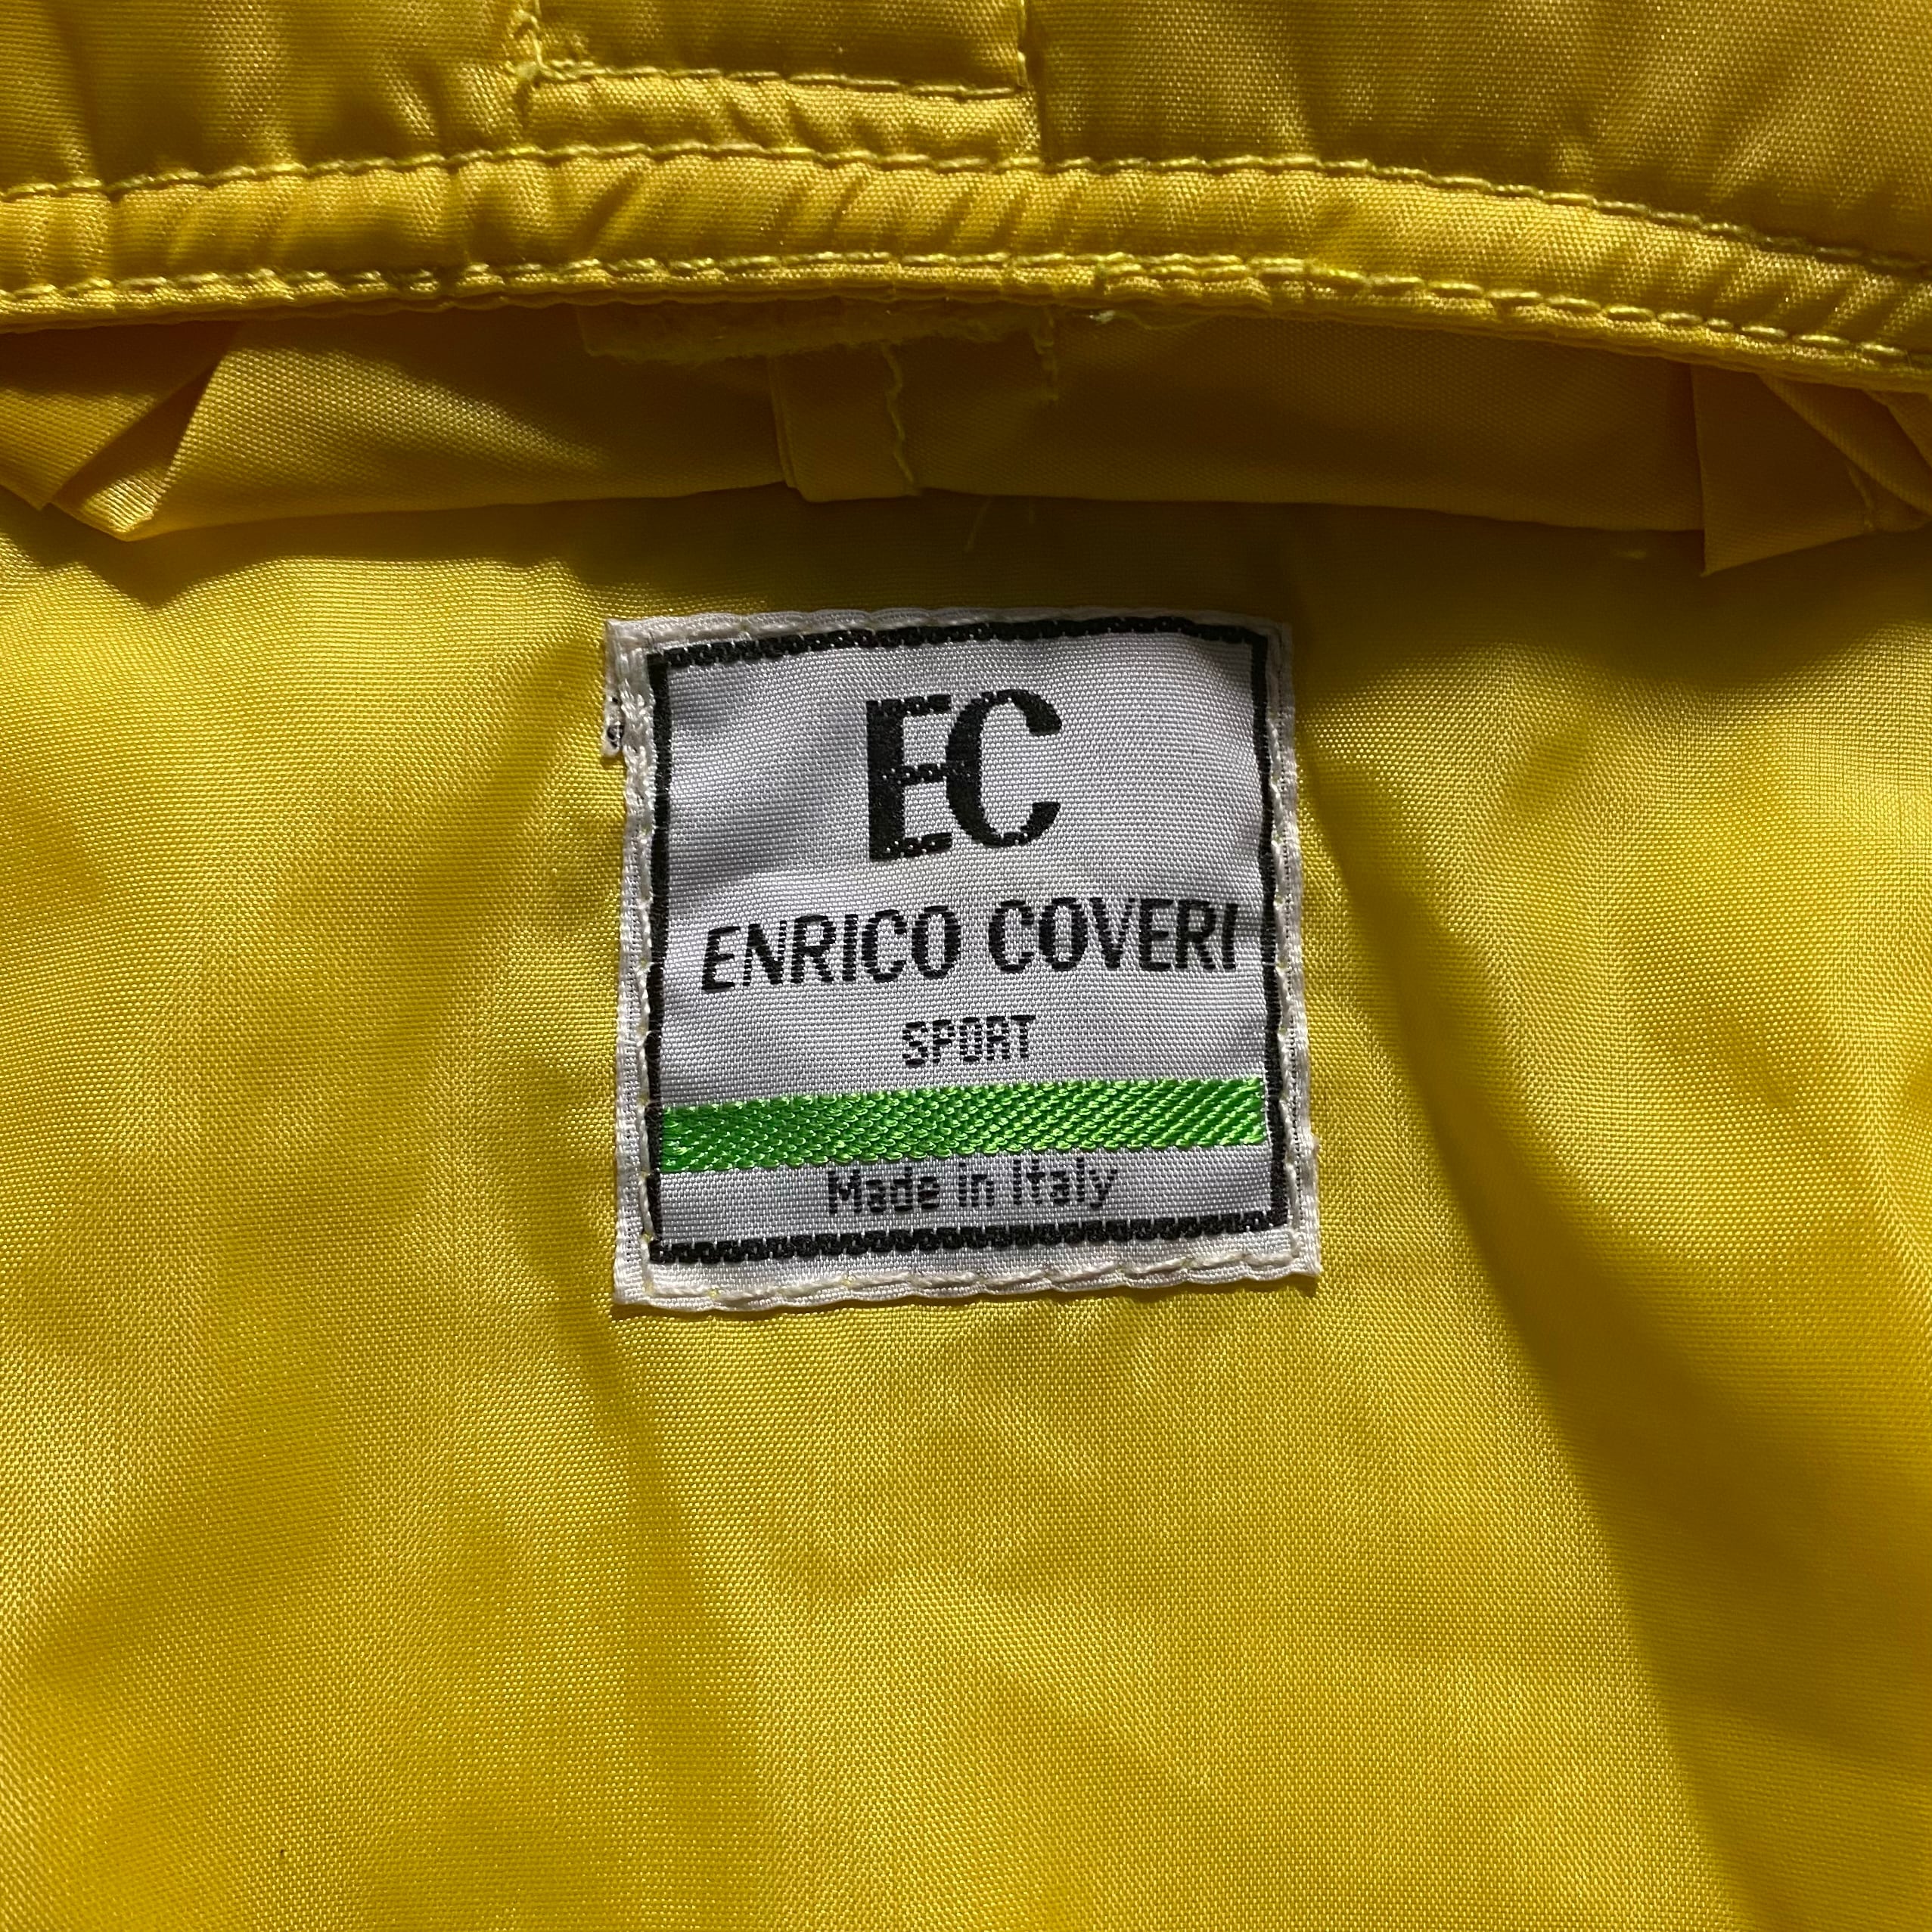 EC
ENRICO COVERI
SPORT
Made in Italy